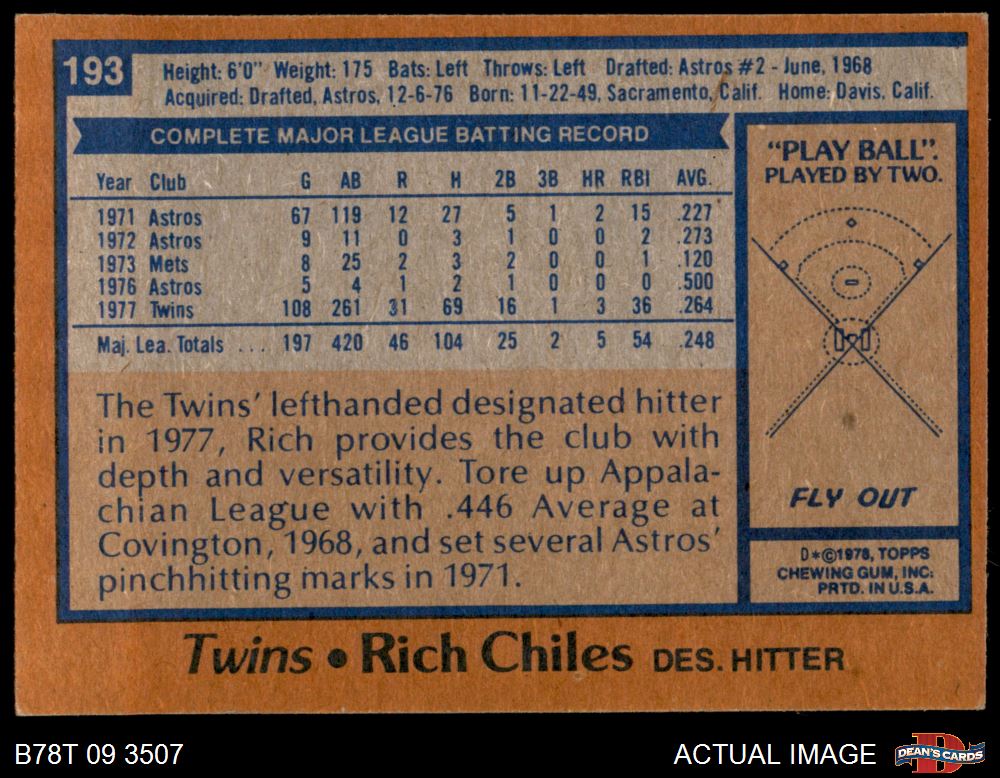 193
Height: 6'0" Weight: 175 Bats: Left Throws: Left Drafted: Astros #2 - June, 1968
Acquired: Drafted, Astros, 12-6-76 Born: 11-22-49, Sacramento, Calif. Home: Davis, Calif.
COMPLETE MAJOR LEAGUE BATTING RECORD
Year Club G AB R H 2B 3B HR RBI AVG.
1971 Astros 67 119 12 27 5 1 2 15 .227
1972 Astros 9 11 0 3 1 0 0 2 .273
1973 Mets 8 25 2 3 2 0 0 1 .120
1976 Astros 5 4 1 2 1 0 0 0 .500
1977 Twins 108 261 31 69 16 1 3 36 .264
Maj. Lea. Totals ... 197 420 46 104 25 2 5 54 .248
The Twins' lefthanded designated hitter
in 1977, Rich provides the club with
depth and versatility. Tore up Appala-
chian League with .446 Average at
Covington, 1968, and set several Astros'
pinchhitting marks in 1971.
"PLAY BALL".
PLAYED BY TWO.
FLY OUT
D*©1978, TOPPS
CHEWING GUM, INC.
PRTD. IN U.S.A.
Twins • Rich Chiles DES. HITTER
B78T 09 3507
ACTUAL IMAGE
D
DEAN'S CARDS